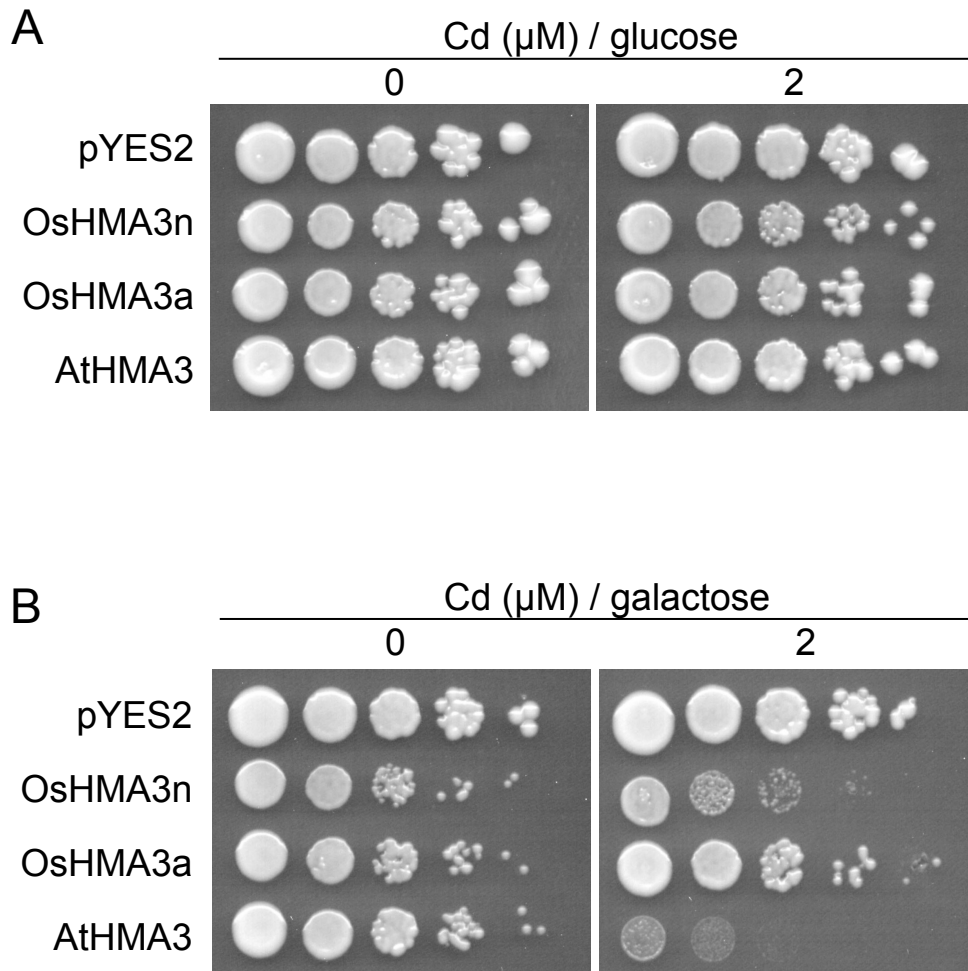 A
Cd (µM) / glucose
0 2
pYES2
OsHMA3n
OsHMA3a
AtHMA3
B
Cd (µM) / galactose
0 2
pYES2
OsHMA3n
OsHMA3a
AtHMA3